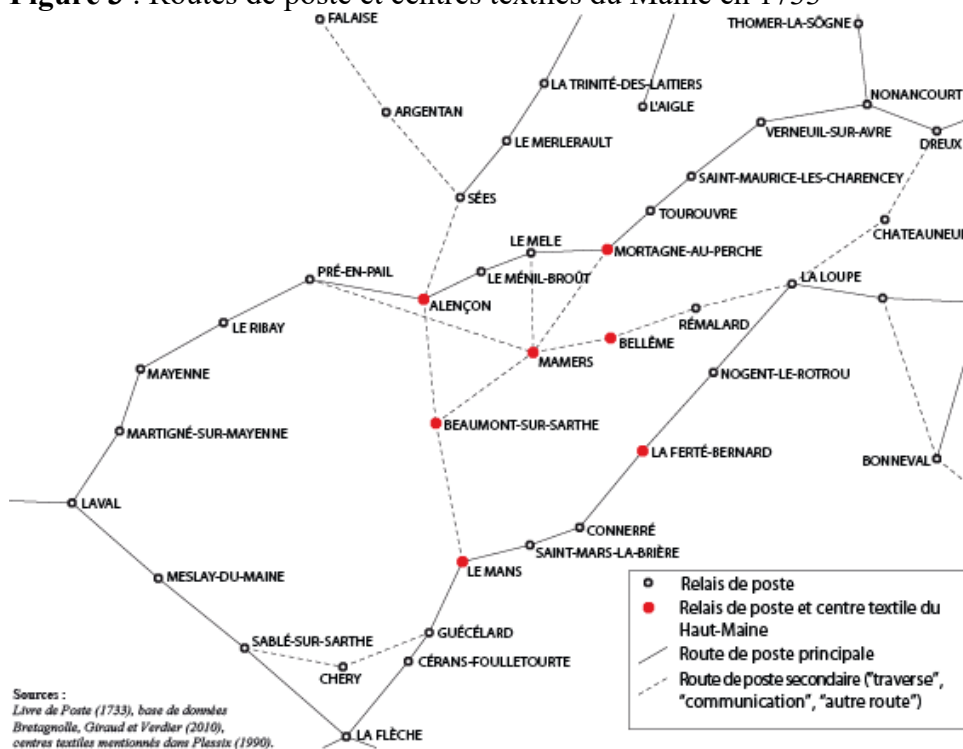 Figure 3 : Routes de poste et centres textiles du Maine en 1733
FALAISE
THOMER-LA-SÔGNE
LA TRINITÉ-DES-LAITIERS
NONANCOURT
ARGENTAN
L'AIGLE
VERNEUIL-SUR-AVRE
LE MERLERAULT
DREUX
SAINT-MAURICE-LES-CHARENCEY
SÉES
TOUROUVRE
CHATEAUNEUF
LE MELE
MORTAGNE-AU-PERCHE
PRÉ-EN-PAIL
LE MÉNIL-BROÛT
LA LOUPE
ALENÇON
RÉMALARD
LE RIBAY
BELLÊME
MAMERS
MAYENNE
NOGENT-LE-ROTROU
BEAUMONT-SUR-SARTHE
MARTIGNÉ-SUR-MAYENNE
LA FERTÉ-BERNARD
BONNEVAL
LAVAL
CONNERRÉ
SAINT-MARS-LA-BRIÈRE
LE MANS
MESLAY-DU-MAINE
GUÉCÉLARD
SABLÉ-SUR-SARTHE
CÉRANS-FOULLETOURTE
CHERY
LA FLÈCHE
Relais de poste
Relais de poste et centre textile du
Haut-Maine
Route de poste principale
Route de poste secondaire ("traverse",
"communication", "autre route")
Sources :
Livre de Poste (1733), base de données
Bretagnolle, Giraud et Verdier (2010),
centres textiles mentionnés dans Plessix (1990).